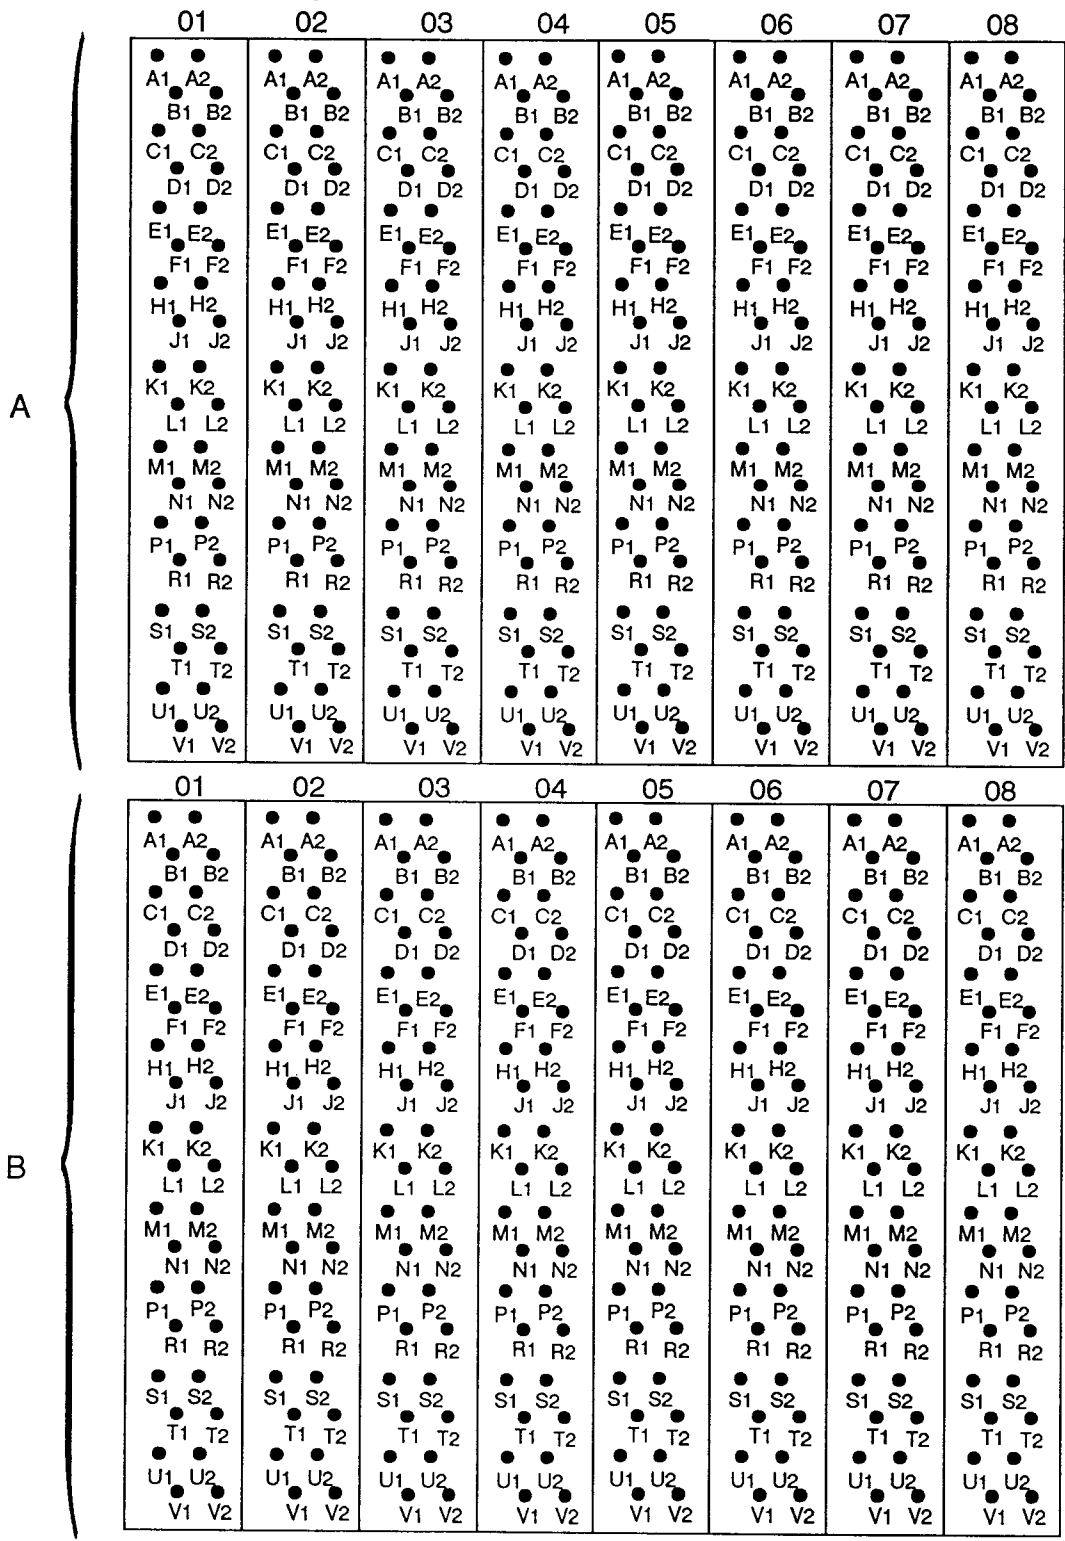 01 02 03 04 05 06 07 08
A1 A2 A1 A2 A1 A2 A1 A2 A1 A2 A1 A2 A1 A2 A1 A2
B1 B2 B1 B2 B1 B2 B1 B2 B1 B2 B1 B2 B1 B2 B1 B2
C1 C2 C1 C2 C1 C2 C1 C2 C1 C2 C1 C2 C1 C2 C1 C2
D1 D2 D1 D2 D1 D2 D1 D2 D1 D2 D1 D2 D1 D2 D1 D2
E1 E2 E1 E2 E1 E2 E1 E2 E1 E2 E1 E2 E1 E2 E1 E2
F1 F2 F1 F2 F1 F2 F1 F2 F1 F2 F1 F2 F1 F2 F1 F2
H1 H2 H1 H2 H1 H2 H1 H2 H1 H2 H1 H2 H1 H2 H1 H2
J1 J2 J1 J2 J1 J2 J1 J2 J1 J2 J1 J2 J1 J2 J1 J2
K1 K2 K1 K2 K1 K2 K1 K2 K1 K2 K1 K2 K1 K2 K1 K2
A
L1 L2 L1 L2 L1 L2 L1 L2 L1 L2 L1 L2 L1 L2 L1 L2
M1 M2 M1 M2 M1 M2 M1 M2 M1 M2 M1 M2 M1 M2 M1 M2
N1 N2 N1 N2 N1 N2 N1 N2 N1 N2 N1 N2 N1 N2 N1 N2
P1 P2 P1 P2 P1 P2 P1 P2 P1 P2 P1 P2 P1 P2 P1 P2
R1 R2 R1 R2 R1 R2 R1 R2 R1 R2 R1 R2 R1 R2 R1 R2
S1 S2 S1 S2 S1 S2 S1 S2 S1 S2 S1 S2 S1 S2 S1 S2
T1 T2 T1 T2 T1 T2 T1 T2 T1 T2 T1 T2 T1 T2 T1 T2
U1 U2 U1 U2 U1 U2 U1 U2 U1 U2 U1 U2 U1 U2 U1 U2
V1 V2 V1 V2 V1 V2 V1 V2 V1 V2 V1 V2 V1 V2 V1 V2
01 02 03 04 05 06 07 08
A1 A2 A1 A2 A1 A2 A1 A2 A1 A2 A1 A2 A1 A2 A1 A2
B1 B2 B1 B2 B1 B2 B1 B2 B1 B2 B1 B2 B1 B2 B1 B2
C1 C2 C1 C2 C1 C2 C1 C2 C1 C2 C1 C2 C1 C2 C1 C2
D1 D2 D1 D2 D1 D2 D1 D2 D1 D2 D1 D2 D1 D2 D1 D2
E1 E2 E1 E2 E1 E2 E1 E2 E1 E2 E1 E2 E1 E2 E1 E2
F1 F2 F1 F2 F1 F2 F1 F2 F1 F2 F1 F2 F1 F2 F1 F2
H1 H2 H1 H2 H1 H2 H1 H2 H1 H2 H1 H2 H1 H2 H1 H2
J1 J2 J1 J2 J1 J2 J1 J2 J1 J2 J1 J2 J1 J2 J1 J2
K1 K2 K1 K2 K1 K2 K1 K2 K1 K2 K1 K2 K1 K2 K1 K2
B
L1 L2 L1 L2 L1 L2 L1 L2 L1 L2 L1 L2 L1 L2 L1 L2
M1 M2 M1 M2 M1 M2 M1 M2 M1 M2 M1 M2 M1 M2 M1 M2
N1 N2 N1 N2 N1 N2 N1 N2 N1 N2 N1 N2 N1 N2 N1 N2
P1 P2 P1 P2 P1 P2 P1 P2 P1 P2 P1 P2 P1 P2 P1 P2
R1 R2 R1 R2 R1 R2 R1 R2 R1 R2 R1 R2 R1 R2 R1 R2
S1 S2 S1 S2 S1 S2 S1 S2 S1 S2 S1 S2 S1 S2 S1 S2
T1 T2 T1 T2 T1 T2 T1 T2 T1 T2 T1 T2 T1 T2 T1 T2
U1 U2 U1 U2 U1 U2 U1 U2 U1 U2 U1 U2 U1 U2 U1 U2
V1 V2 V1 V2 V1 V2 V1 V2 V1 V2 V1 V2 V1 V2 V1 V2